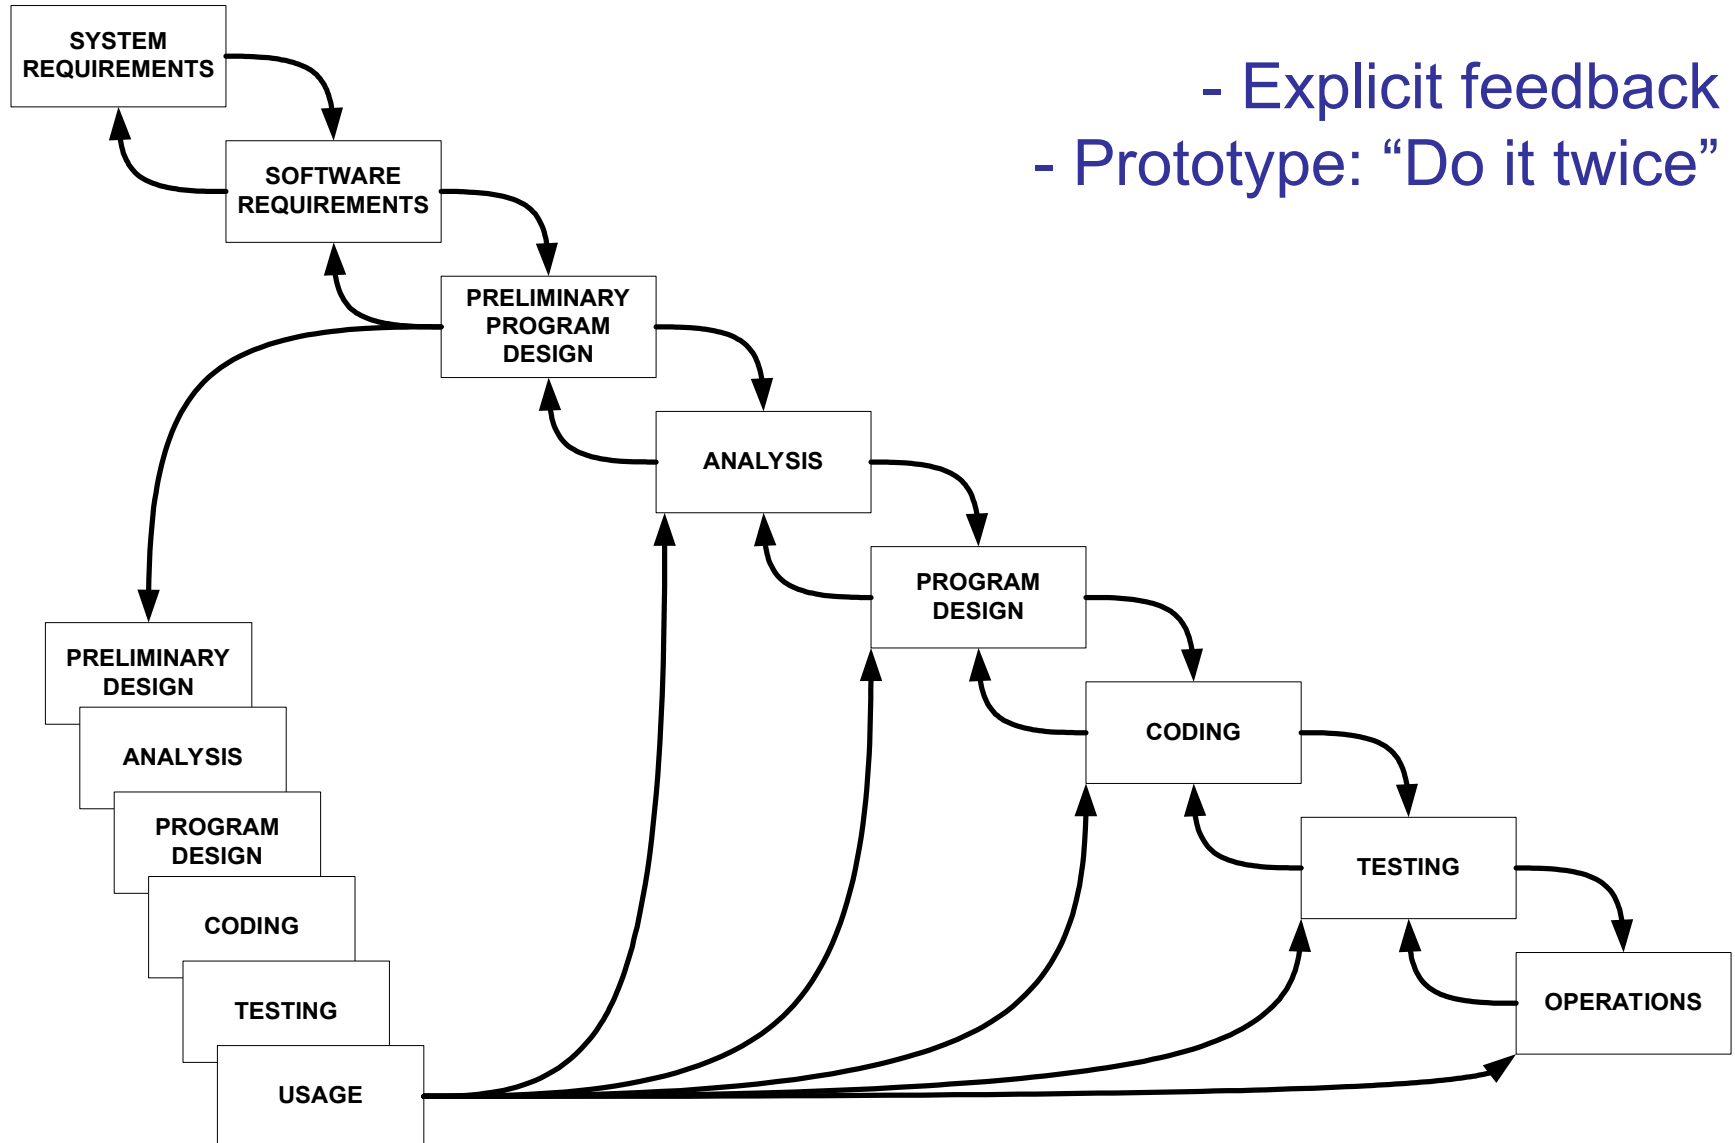 SYSTEM
REQUIREMENTS
- Explicit feedback
- Prototype: “Do it twice”
SOFTWARE
REQUIREMENTS
PRELIMINARY
PROGRAM
DESIGN
ANALYSIS
PROGRAM
DESIGN
CODING
TESTING
OPERATIONS
PRELIMINARY
DESIGN
ANALYSIS
PROGRAM
DESIGN
CODING
TESTING
USAGE